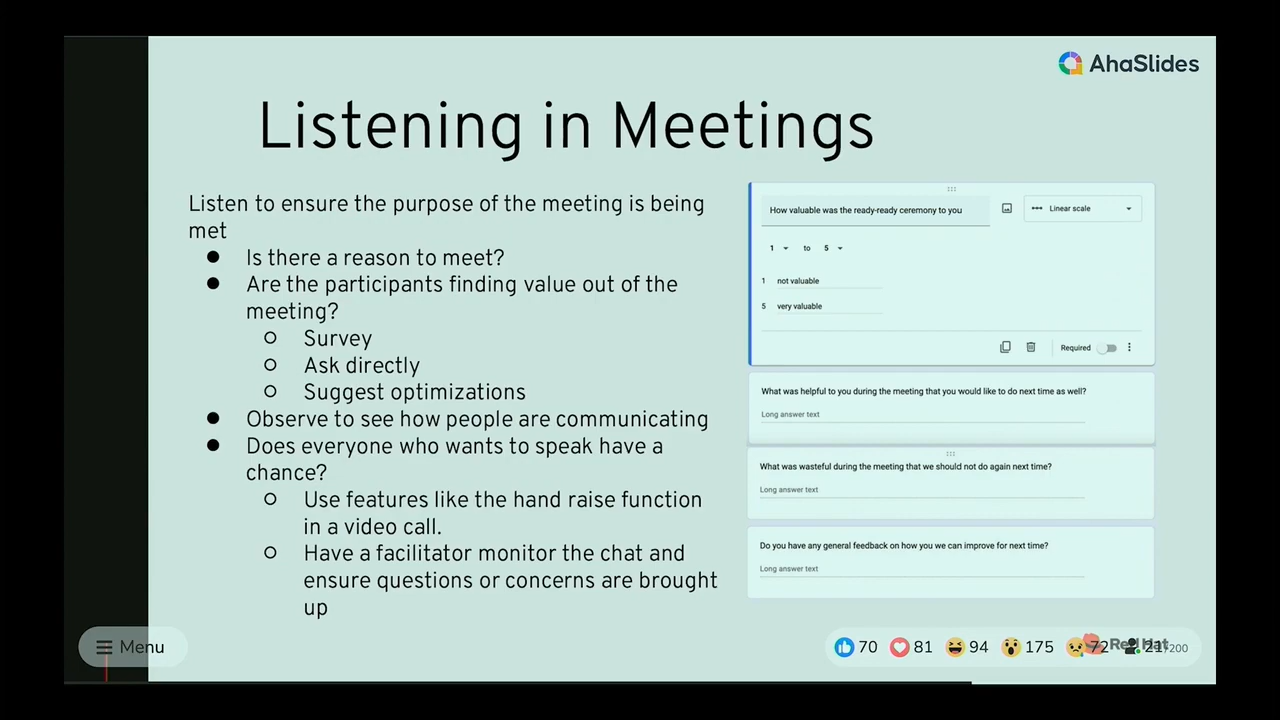 AhaSlides
Listening in Meetings
Listen to ensure the purpose of the meeting is being
met
● Is there a reason to meet?
● Are the participants finding value out of the
meeting?
○ Survey
○ Ask directly
○ Suggest optimizations
● Observe to see how people are communicating
● Does everyone who wants to speak have a
chance?
○ Use features like the hand raise function
in a video call.
○ Have a facilitator monitor the chat and
ensure questions or concerns are brought
up
How valuable was the ready-ready ceremony to you
Linear scale
1 to 5
1 not valuable
5 very valuable
Required
What was helpful to you during the meeting that you would like to do next time as well?
Long answer text
What was wasteful during the meeting that we should not do again next time?
Long answer text
Do you have any general feedback on how you we can improve for next time?
Long answer text
Menu
70 81 94 175 72 21/200
Red Hat